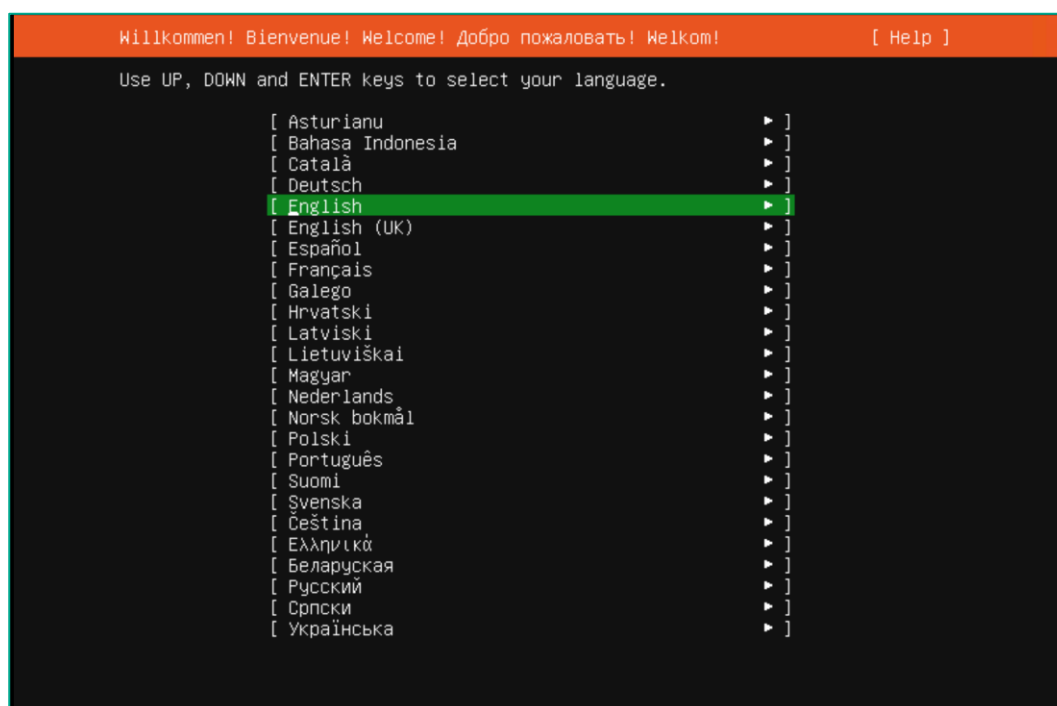 Willkommen! Bienvenue! Welcome! Добро пожаловать! Welkom! [ Help ]
Use UP, DOWN and ENTER keys to select your language.
[ Asturianu ► ]
[ Bahasa Indonesia ► ]
[ Català ► ]
[ Deutsch ► ]
[ English ► ]
[ English (UK) ► ]
[ Español ► ]
[ Français ► ]
[ Galego ► ]
[ Hrvatski ► ]
[ Latviski ► ]
[ Lietuviškai ► ]
[ Magyar ► ]
[ Nederlands ► ]
[ Norsk bokmål ► ]
[ Polski ► ]
[ Português ► ]
[ Suomi ► ]
[ Svenska ► ]
[ Čeština ► ]
[ Ελληνικά ► ]
[ Беларуская ► ]
[ Русский ► ]
[ Српски ► ]
[ Українська ► ]